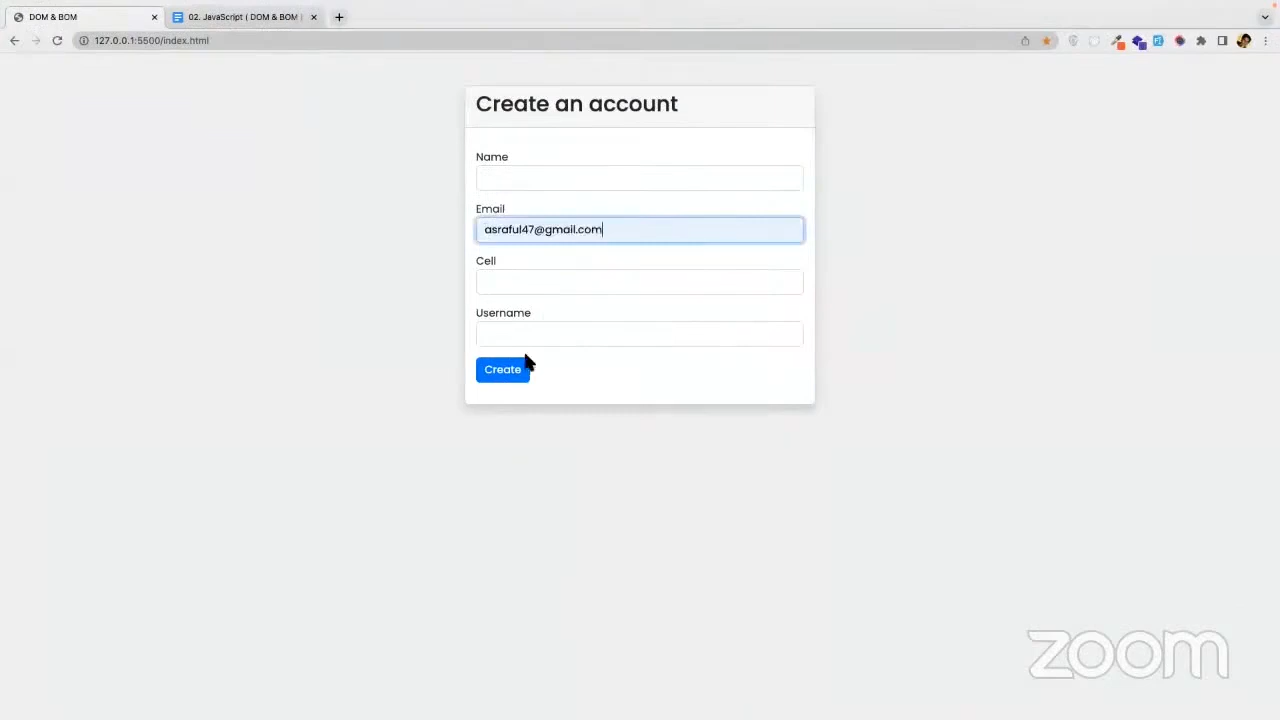 DOM & BOM
02. JavaScript ( DOM & BOM |
127.0.0.1:5500/index.html
Create an account
Name
Email
asraful47@gmail.com
Cell
Username
Create
zoom